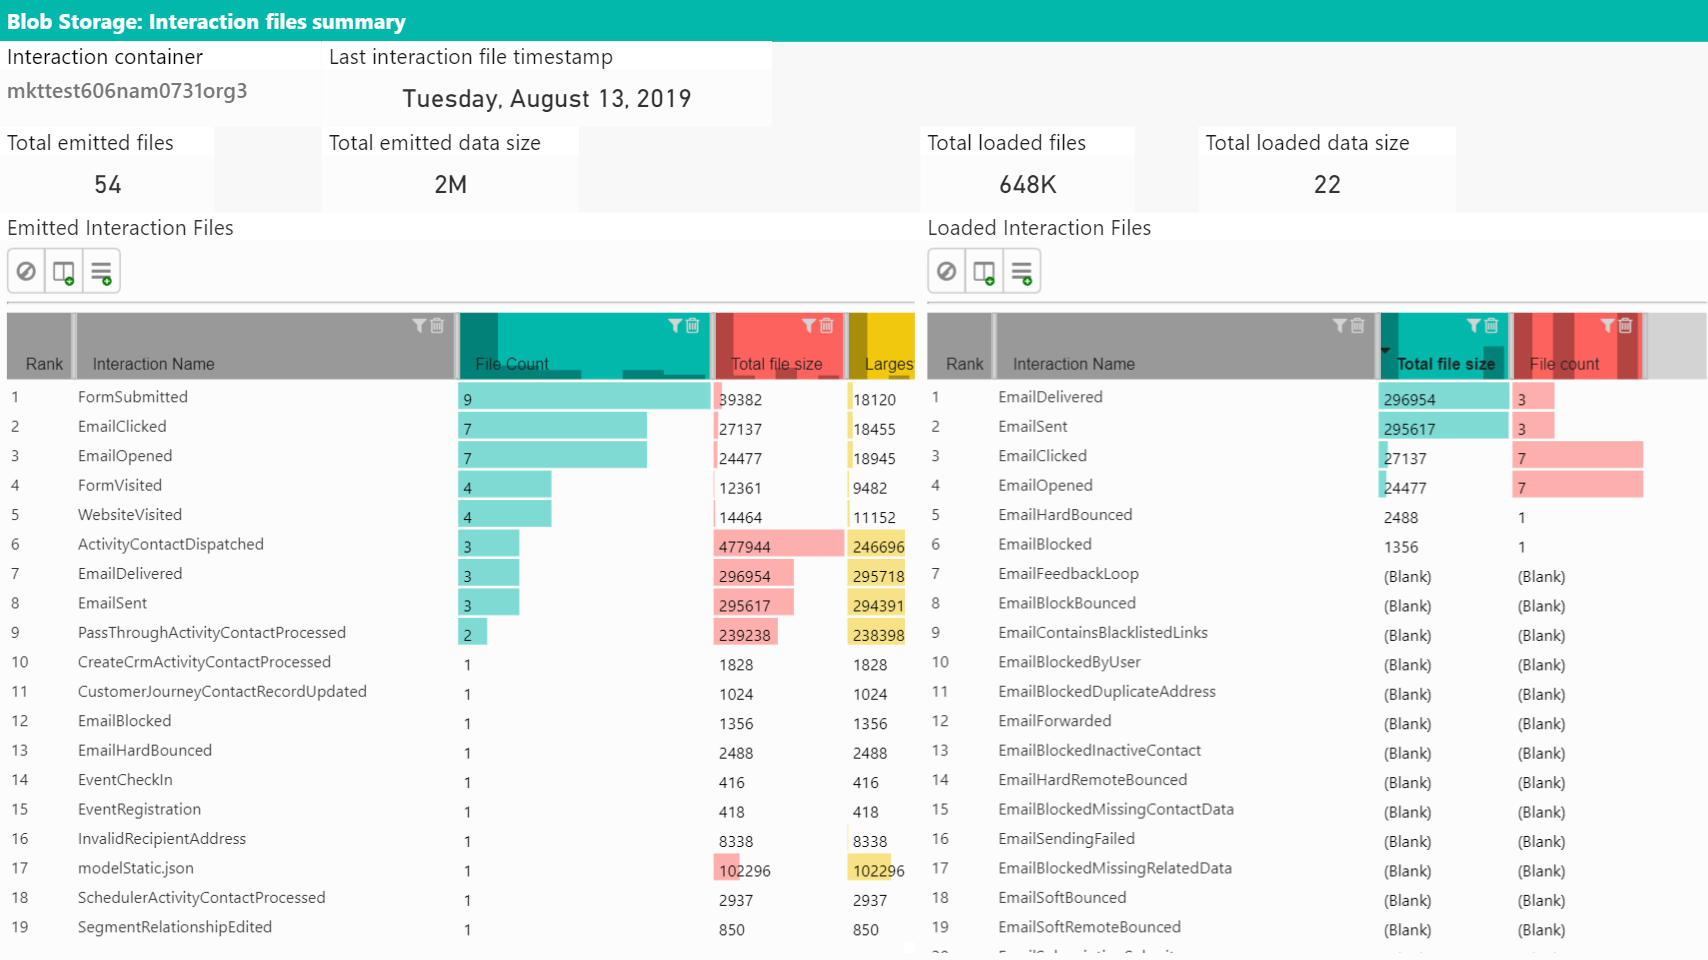 Blob Storage: Interaction files summary
Interaction container
Last interaction file timestamp
mkttest606nam0731org3
Tuesday, August 13, 2019
Total emitted files
Total emitted data size
Total loaded files
Total loaded data size
54
2M
648K
22
Emitted Interaction Files
Rank Interaction Name File Count Total file size Larges
1 FormSubmitted 9 39382 18120
2 EmailClicked 7 27137 18455
3 EmailOpened 7 24477 18945
4 FormVisited 4 12361 9482
5 WebsiteVisited 4 14464 11152
6 ActivityContactDispatched 3 477944 246696
7 EmailDelivered 3 296954 295718
8 EmailSent 3 295617 294391
9 PassThroughActivityContactProcessed 2 239238 238398
10 CreateCrmActivityContactProcessed 1 1828 1828
11 CustomerJourneyContactRecordUpdated 1 1024 1024
12 EmailBlocked 1 1356 1356
13 EmailHardBounced 1 2488 2488
14 EventCheckIn 1 416 416
15 EventRegistration 1 418 418
16 InvalidRecipientAddress 1 8338 8338
17 modelStatic.json 1 102296 102296
18 SchedulerActivityContactProcessed 1 2937 2937
19 SegmentRelationshipEdited 1 850 850
Loaded Interaction Files
Rank Interaction Name Total file size File count
1 EmailDelivered 296954 3
2 EmailSent 295617 3
3 EmailClicked 27137 7
4 EmailOpened 24477 7
5 EmailHardBounced 2488 1
6 EmailBlocked 1356 1
7 EmailFeedbackLoop (Blank) (Blank)
8 EmailBlockBounced (Blank) (Blank)
9 EmailContainsBlacklistedLinks (Blank) (Blank)
10 EmailBlockedByUser (Blank) (Blank)
11 EmailBlockedDuplicateAddress (Blank) (Blank)
12 EmailForwarded (Blank) (Blank)
13 EmailBlockedInactiveContact (Blank) (Blank)
14 EmailHardRemoteBounced (Blank) (Blank)
15 EmailBlockedMissingContactData (Blank) (Blank)
16 EmailSendingFailed (Blank) (Blank)
17 EmailBlockedMissingRelatedData (Blank) (Blank)
18 EmailSoftBounced (Blank) (Blank)
19 EmailSoftRemoteBounced (Blank) (Blank)